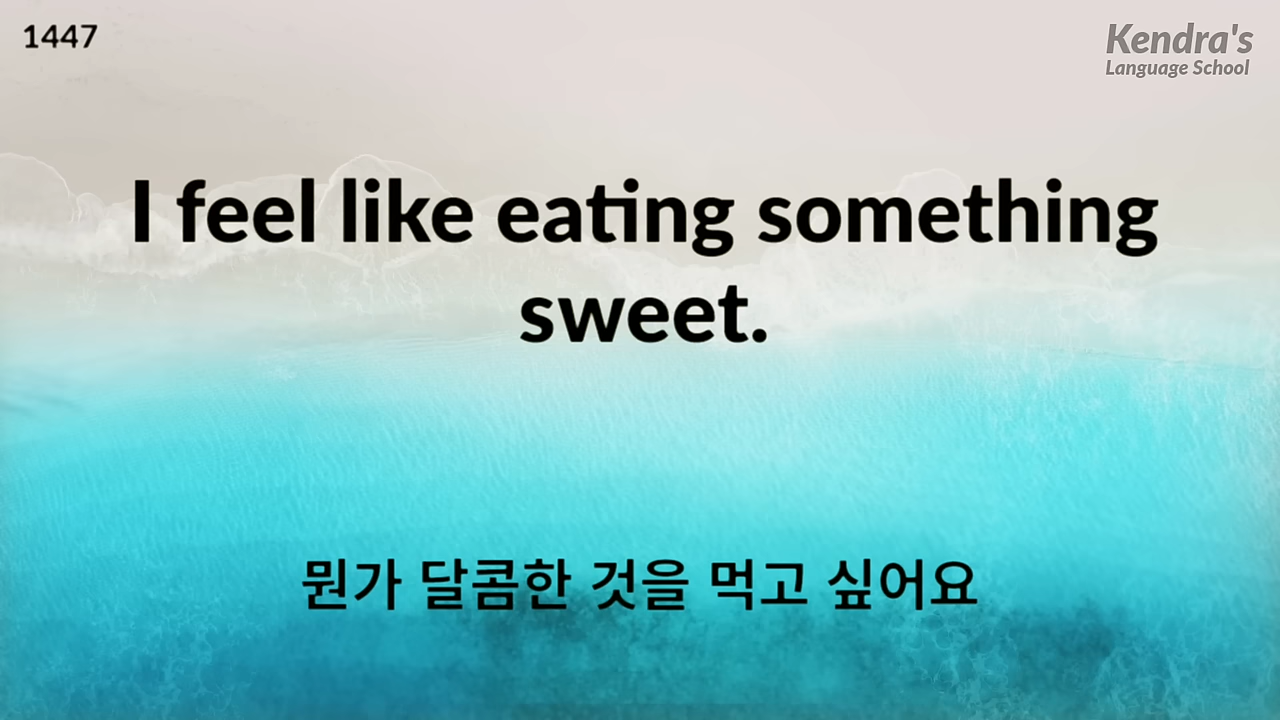 1447
Kendra's
Language School
I feel like eating something
sweet.
뭔가 달콤한 것을 먹고 싶어요